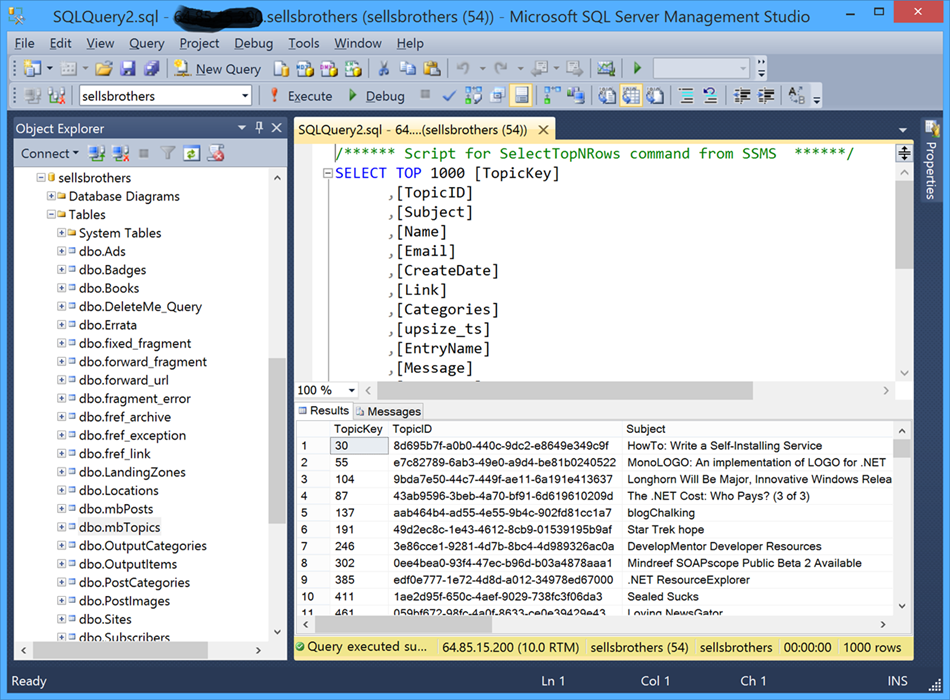 SQLQuery2.sql - .sellsbrothers (sellsbrothers (54)) - Microsoft SQL Server Management Studio
File Edit View Query Project Debug Tools Window Help
New Query
sellsbrothers Execute Debug
Object Explorer
Connect
sellsbrothers
Database Diagrams
Tables
System Tables
dbo.Ads
dbo.Badges
dbo.Books
dbo.DeleteMe_Query
dbo.Errata
dbo.fixed_fragment
dbo.forward_fragment
dbo.forward_url
dbo.fragment_error
dbo.fref_archive
dbo.fref_exception
dbo.fref_link
dbo.LandingZones
dbo.Locations
dbo.mbPosts
dbo.mbTopics
dbo.OutputCategories
dbo.OutputItems
dbo.PostCategories
dbo.PostImages
dbo.Sites
dbo.Subscribers
SQLQuery2.sql - 64....(sellsbrothers (54))
/****** Script for SelectTopNRows command from SSMS ******/
SELECT TOP 1000 [TopicKey]
,[TopicID]
,[Subject]
,[Name]
,[Email]
,[CreateDate]
,[Link]
,[Categories]
,[upsize_ts]
,[EntryName]
,[Message]
100 %
Results Messages
TopicKey TopicID Subject
1 30 8d695b7f-a0b0-440c-9dc2-e8649e349c9f HowTo: Write a Self-Installing Service
2 55 e7c82789-6ab3-49e0-a9d4-be81b0240522 MonoLOGO: An implementation of LOGO for .NET
3 104 9bda7e50-44c7-449f-ae11-6a191e413637 Longhorn Will Be Major, Innovative Windows Relea
4 87 43ab9596-3beb-4a70-bf91-6d619610209d The .NET Cost: Who Pays? (3 of 3)
5 137 aab464b4-ad55-4e55-9b4c-902fd81cc1a7 blogChalking
6 191 49d2ec8c-1e43-4612-8cb9-01539195b9af Star Trek hope
7 246 3e86cce1-9281-4d7b-8bc4-4d989326ac0a DevelopMentor Developer Resources
8 302 0ee4bea0-93f4-47ec-b96d-b03a4878aaa1 Mindreef SOAPscope Public Beta 2 Available
9 385 edf0e777-1e72-4d8d-a012-34978ed67000 .NET ResourceExplorer
10 411 1ae2d95f-650c-4aef-9029-738fc3f06da3 Sealed Sucks
11 461 059bf672-98fc-4a0f-8633-ce0e39429e43 Loving NewsGator
Query executed su... 64.85.15.200 (10.0 RTM) sellsbrothers (54) sellsbrothers 00:00:00 1000 rows
Properties
Ready Ln 1 Col 1 Ch 1 INS